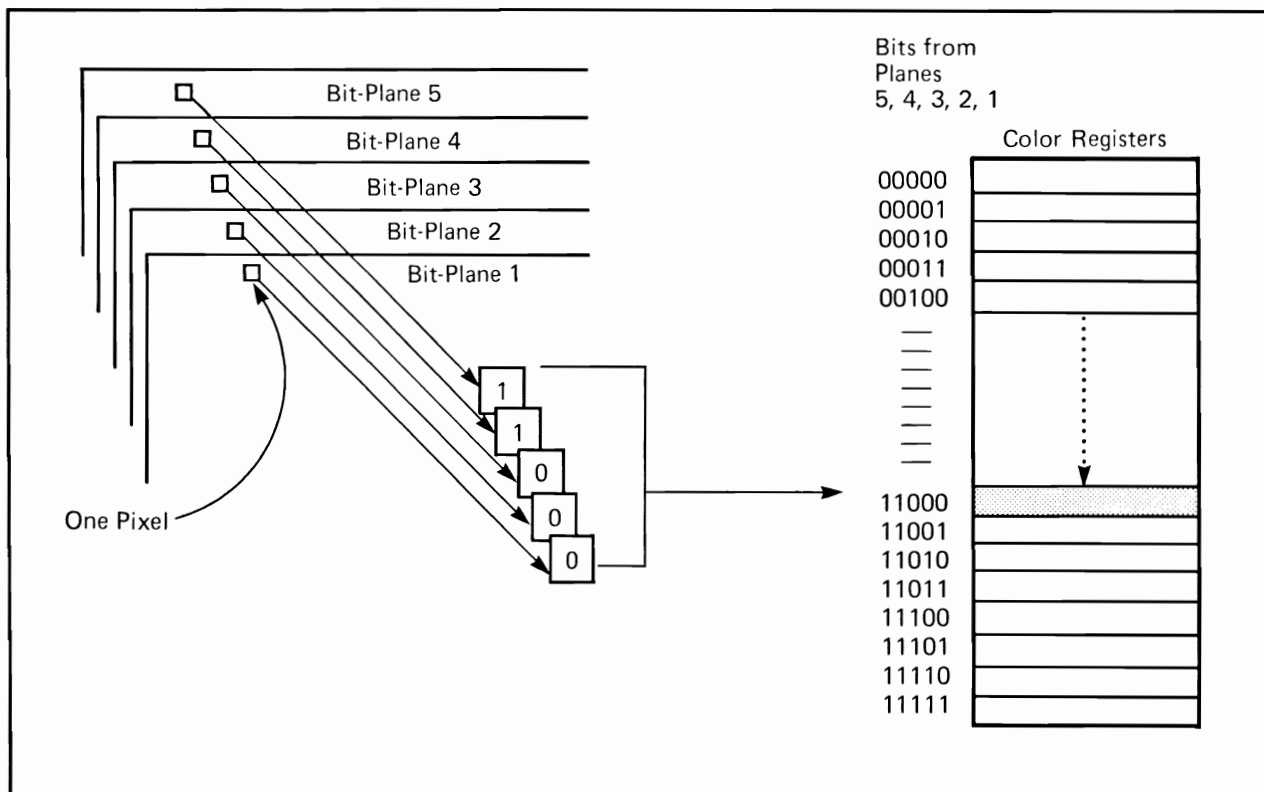 Bit-Plane 5
Bit-Plane 4
Bit-Plane 3
Bit-Plane 2
Bit-Plane 1
One Pixel
1
1
0
0
0
Bits from
Planes
5, 4, 3, 2, 1
Color Registers
00000
00001
00010
00011
00100
11000
11001
11010
11011
11100
11101
11110
11111